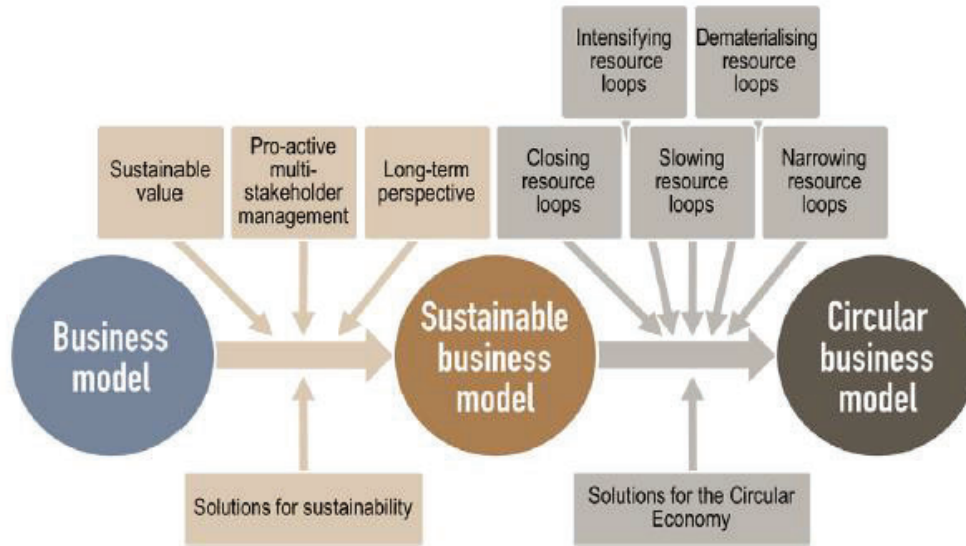 Intensifying
resource
loops
Dematerialising
resource
loops
Sustainable
value
Pro-active
multi-
stakeholder
management
Long-term
perspective
Closing
resource
loops
Slowing
resource
loops
Narrowing
resource
loops
Business
model
Sustainable
business
model
Circular
business
model
Solutions for sustainability
Solutions for the Circular
Economy